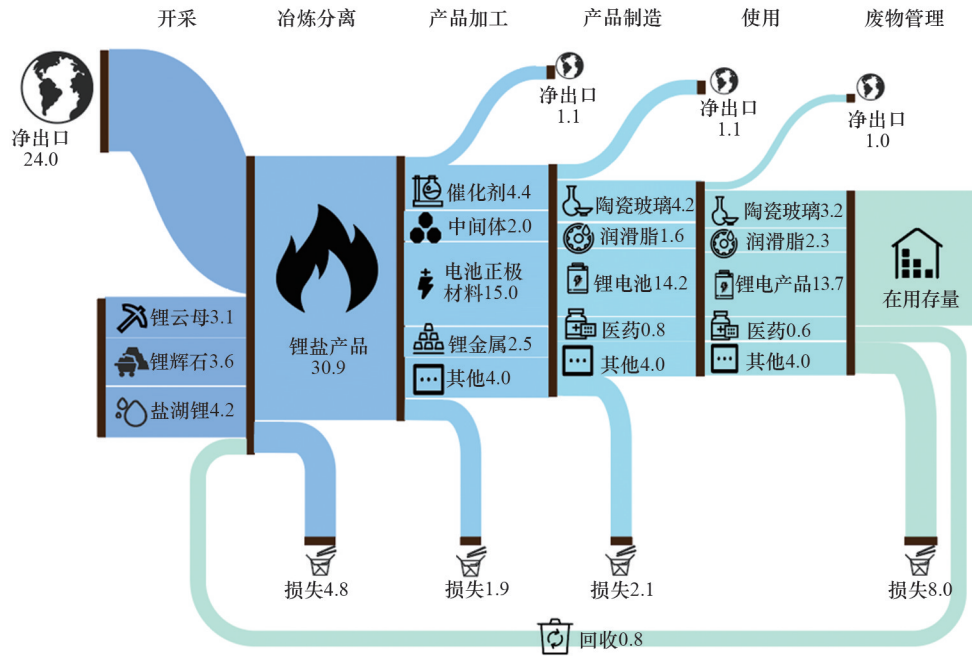 开采
冶炼分离
产品加工
产品制造
使用
废物管理
净出口
24.0
净出口
1.1
净出口
1.1
净出口
1.0
锂云母3.1
锂辉石3.6
盐湖锂4.2
锂盐产品
30.9
催化剂4.4
中间体2.0
电池正极
材料15.0
锂金属2.5
其他4.0
陶瓷玻璃4.2
润滑脂1.6
锂电池14.2
医药0.8
其他4.0
陶瓷玻璃3.2
润滑脂2.3
锂电产品13.7
医药0.6
其他4.0
在用存量
损失4.8
损失1.9
损失2.1
损失8.0
回收0.8